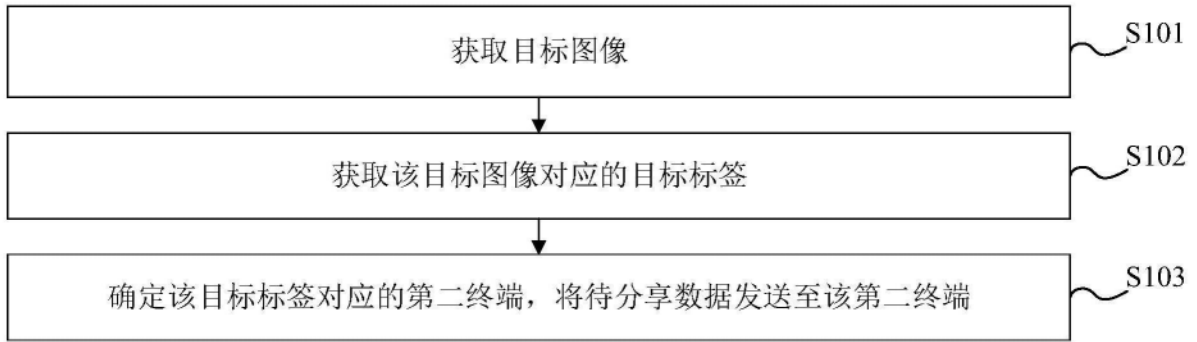 获取目标图像
S101
获取该目标图像对应的目标标签
S102
确定该目标标签对应的第二终端，将待分享数据发送至该第二终端
S103